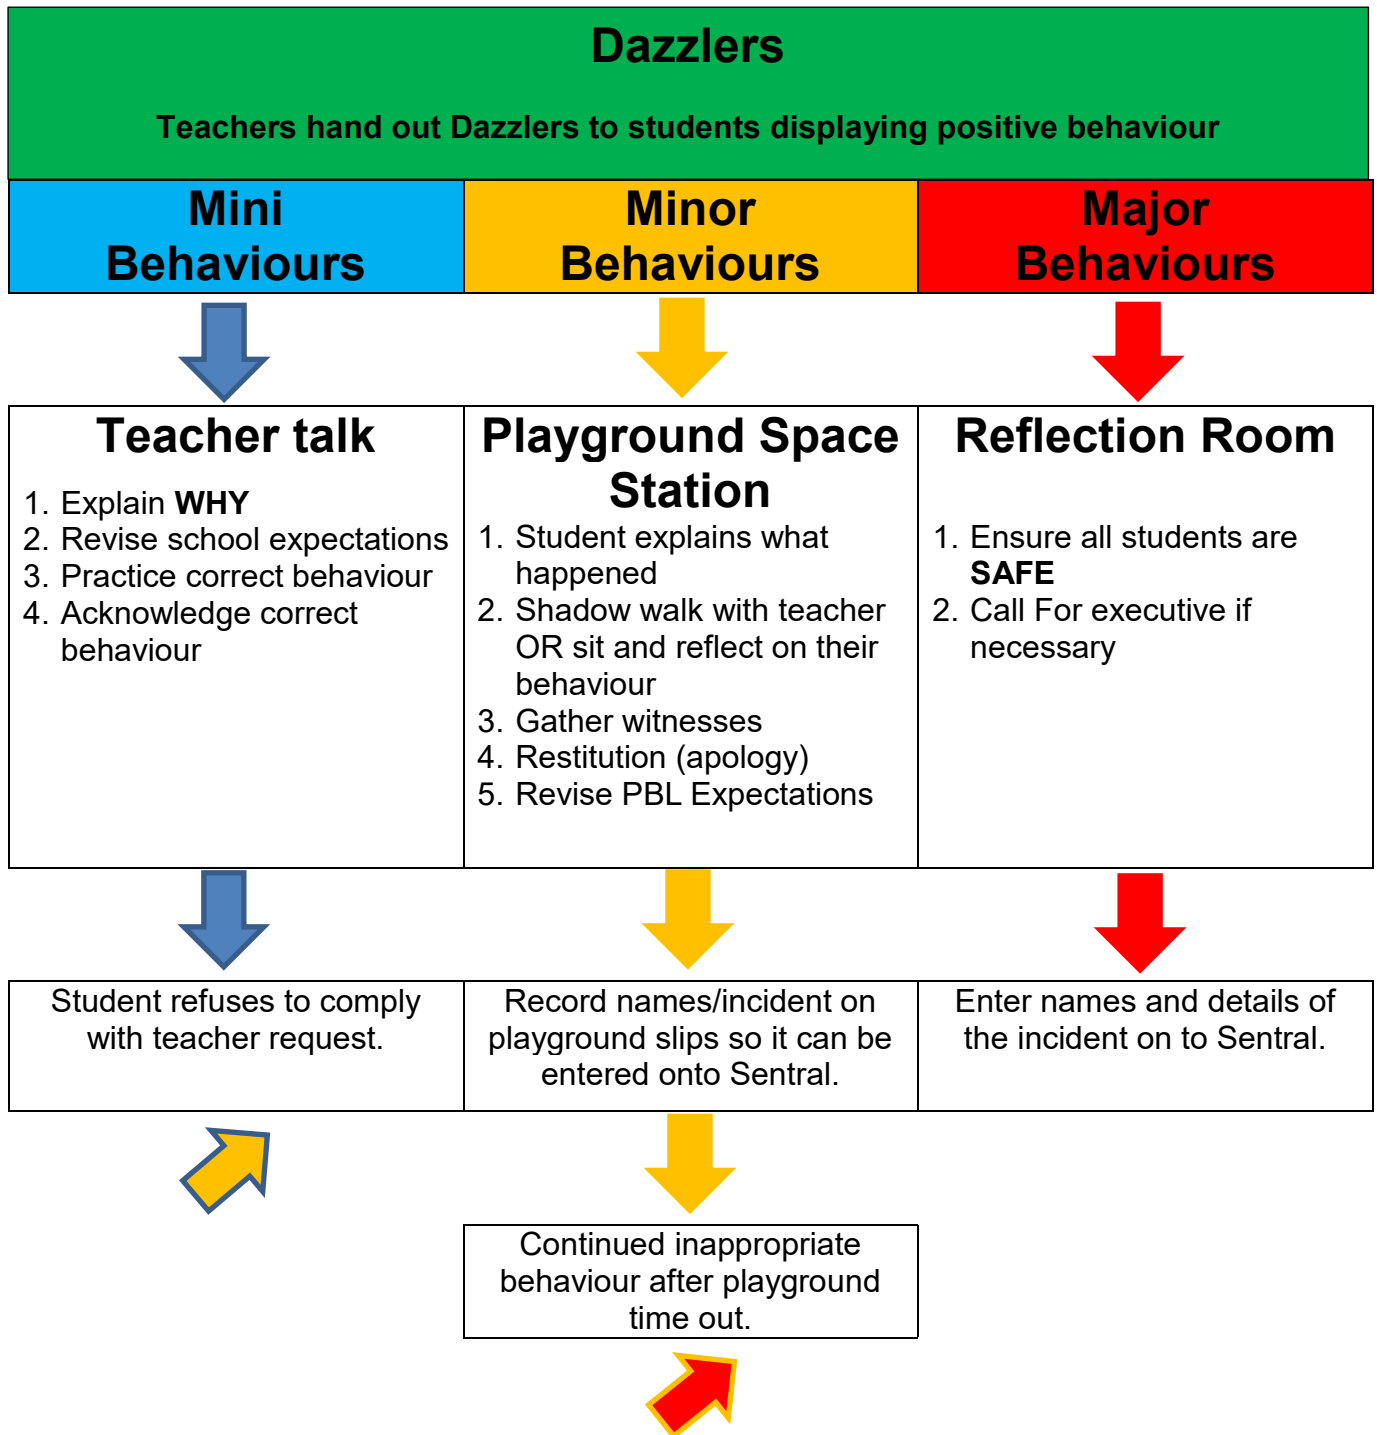 Dazzlers
Teachers hand out Dazzlers to students displaying positive behaviour
Mini
Behaviours
Minor
Behaviours
Major
Behaviours
Teacher talk
1. Explain WHY
2. Revise school expectations
3. Practice correct behaviour
4. Acknowledge correct
behaviour
Playground Space
Station
1. Student explains what
happened
2. Shadow walk with teacher
OR sit and reflect on their
behaviour
3. Gather witnesses
4. Restitution (apology)
5. Revise PBL Expectations
Reflection Room
1. Ensure all students are
SAFE
2. Call For executive if
necessary
Student refuses to comply
with teacher request.
Record names/incident on
playground slips so it can be
entered onto Sentral.
Enter names and details of
the incident on to Sentral.
Continued inappropriate
behaviour after playground
time out.